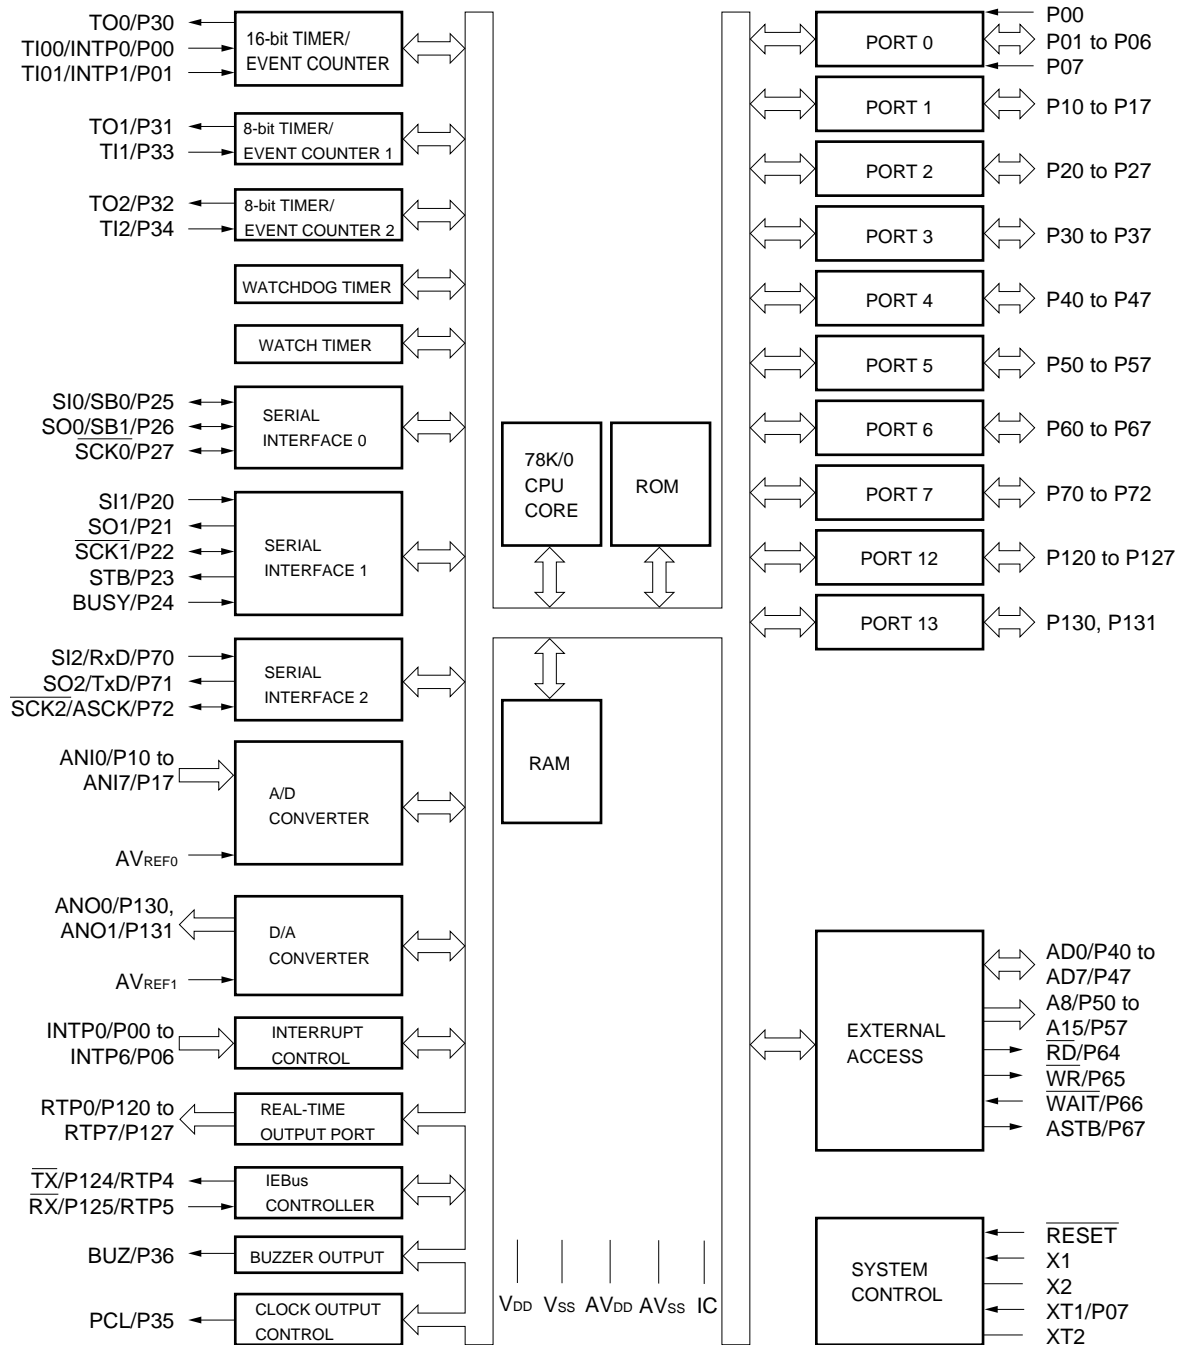 TO0/P30
TI00/INTP0/P00
TI01/INTP1/P01
16-bit TIMER/
EVENT COUNTER
TO1/P31
TI1/P33
8-bit TIMER/
EVENT COUNTER 1
TO2/P32
TI2/P34
8-bit TIMER/
EVENT COUNTER 2
WATCHDOG TIMER
WATCH TIMER
SI0/SB0/P25
SO0/SB1/P26
SCK0/P27
SERIAL
INTERFACE 0
SI1/P20
SO1/P21
SCK1/P22
STB/P23
BUSY/P24
SERIAL
INTERFACE 1
SI2/RxD/P70
SO2/TxD/P71
SCK2/ASCK/P72
SERIAL
INTERFACE 2
ANI0/P10 to
ANI7/P17
AVREF0
A/D
CONVERTER
ANO0/P130,
ANO1/P131
AVREF1
D/A
CONVERTER
INTP0/P00 to
INTP6/P06
INTERRUPT
CONTROL
RTP0/P120 to
RTP7/P127
REAL-TIME
OUTPUT PORT
TX/P124/RTP4
RX/P125/RTP5
IEBus
CONTROLLER
BUZ/P36
BUZZER OUTPUT
PCL/P35
CLOCK OUTPUT
CONTROL
78K/0
CPU
CORE
ROM
RAM
VDD VSS AVDD AVSS IC
PORT 0
P00
P01 to P06
P07
PORT 1
P10 to P17
PORT 2
P20 to P27
PORT 3
P30 to P37
PORT 4
P40 to P47
PORT 5
P50 to P57
PORT 6
P60 to P67
PORT 7
P70 to P72
PORT 12
P120 to P127
PORT 13
P130, P131
EXTERNAL
ACCESS
AD0/P40 to
AD7/P47
A8/P50 to
A15/P57
RD/P64
WR/P65
WAIT/P66
ASTB/P67
SYSTEM
CONTROL
RESET
X1
X2
XT1/P07
XT2